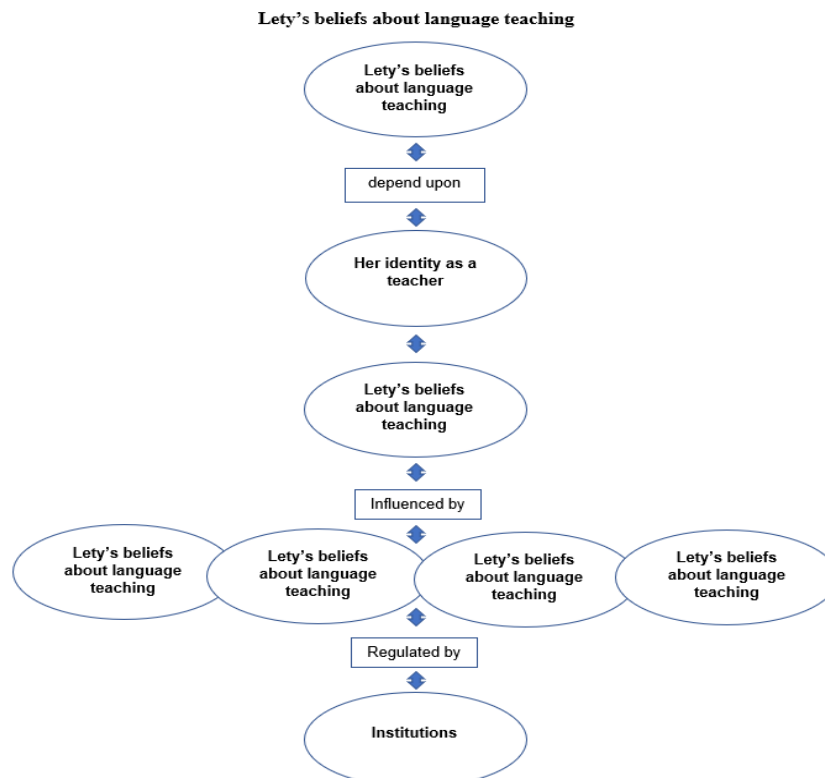 Lety's beliefs about language teaching
Lety's beliefs
about language
teaching
depend upon
Her identity as a
teacher
Lety's beliefs
about language
teaching
Influenced by
Lety's beliefs
about language
teaching
Lety's beliefs
about language
teaching
Lety's beliefs
about language
teaching
Lety's beliefs
about language
teaching
Regulated by
Institutions